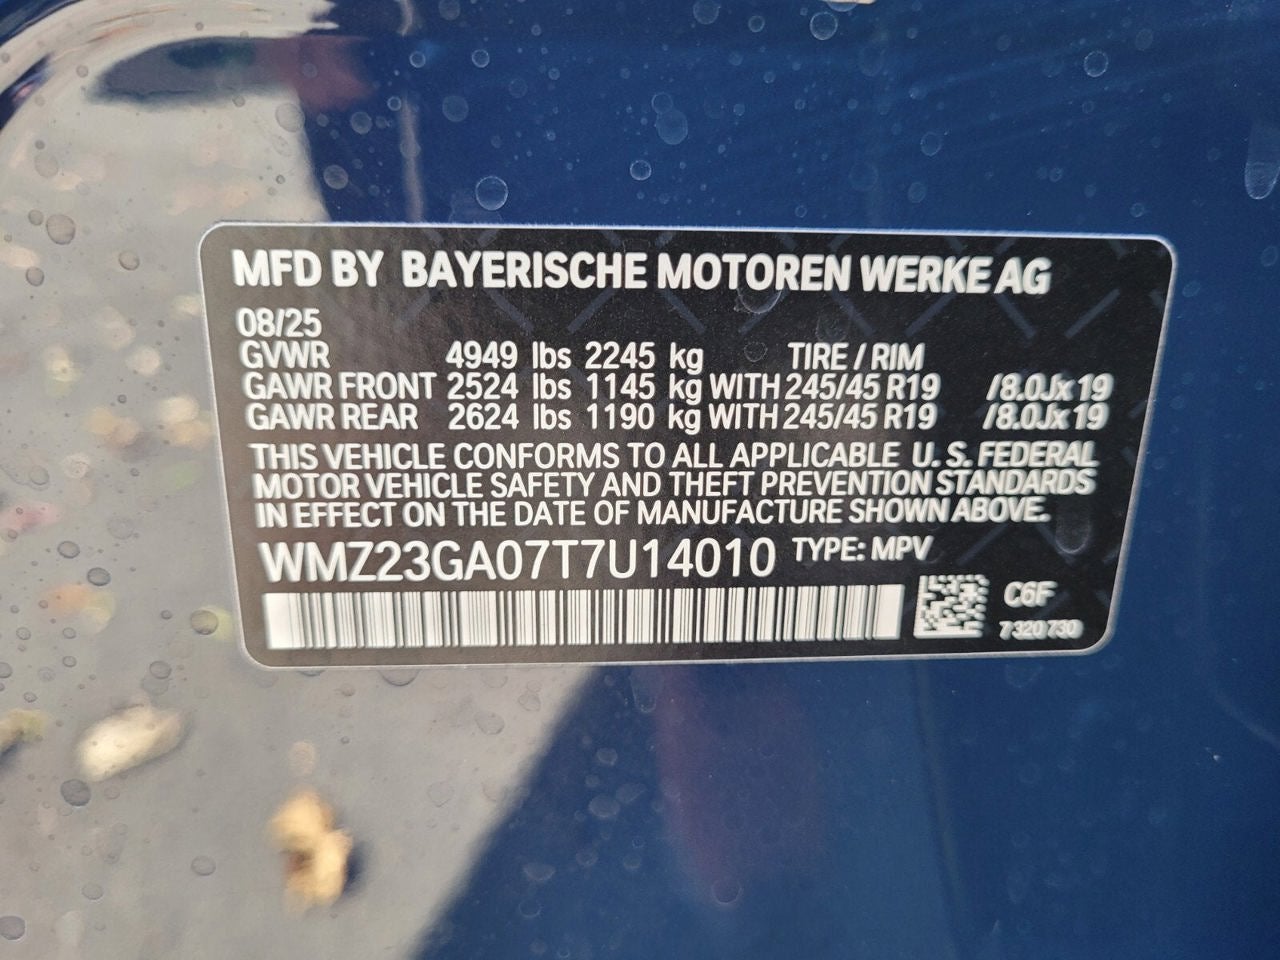 MFD BY BAYERISCHE MOTOREN WERKE AG
08/25
GVWR 4949 lbs 2245 kg TIRE / RIM
GAWR FRONT 2524 lbs 1145 kg WITH 245/45 R19 /8.0Jx19
GAWR REAR 2624 lbs 1190 kg WITH 245/45 R19 /8.0Jx19
THIS VEHICLE CONFORMS TO ALL APPLICABLE U. S. FEDERAL
MOTOR VEHICLE SAFETY AND THEFT PREVENTION STANDARDS
IN EFFECT ON THE DATE OF MANUFACTURE SHOWN ABOVE.
WMZ23GA07T7U14010 TYPE: MPV
C6F
7 320 730